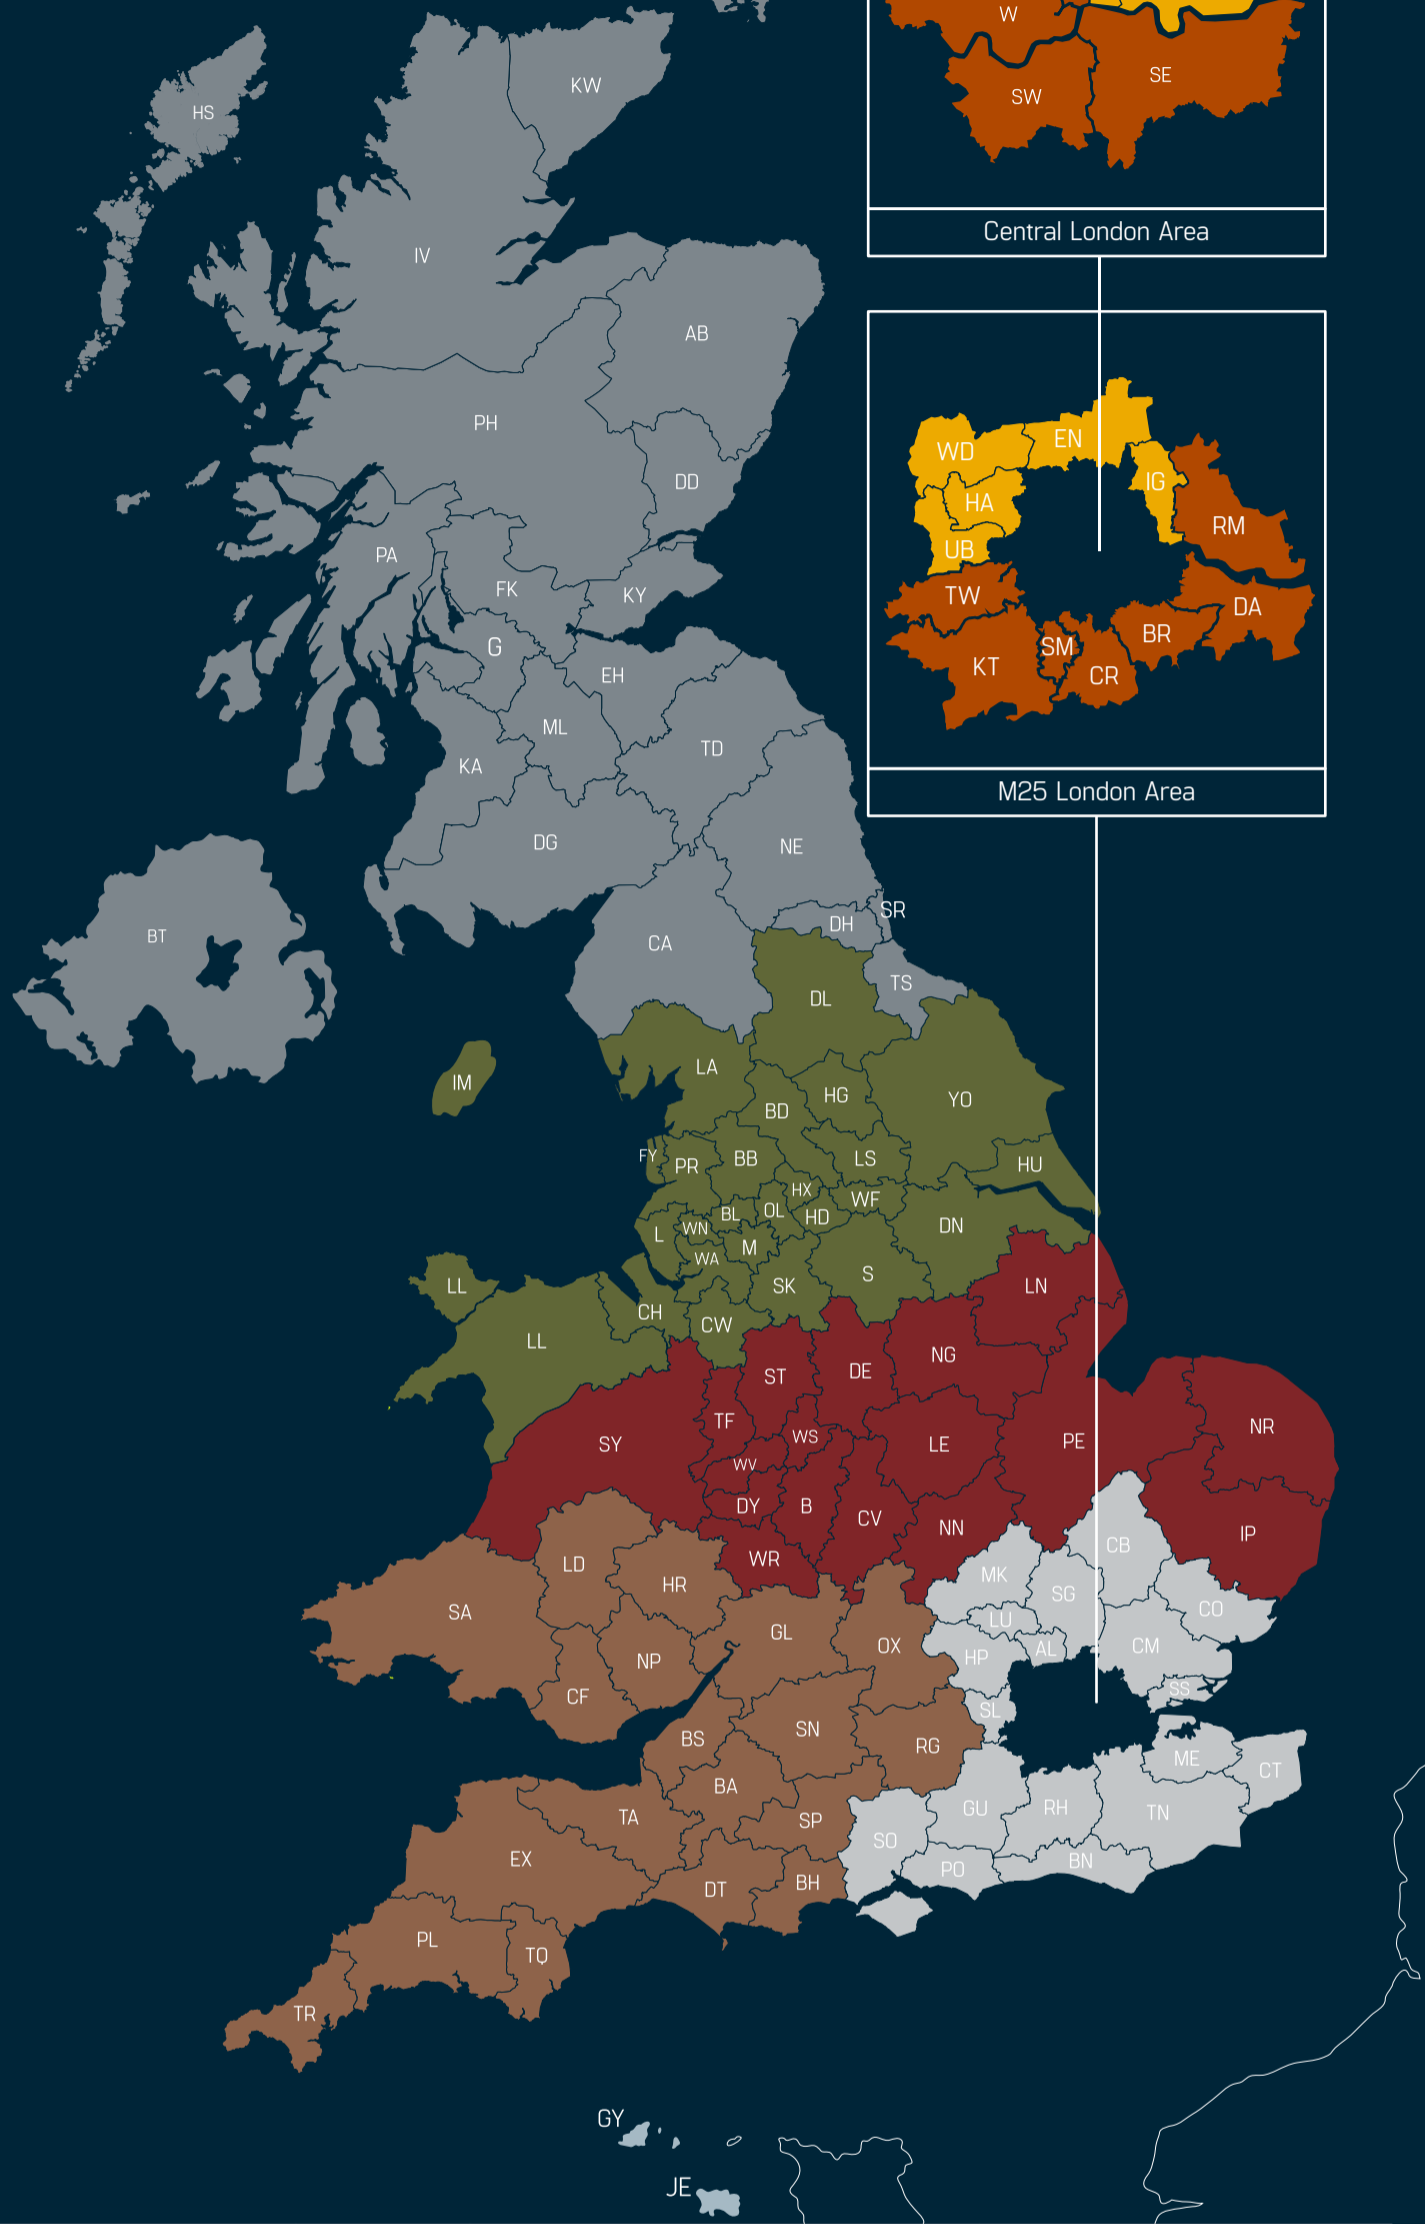 W
SE
SW
Central London Area
KW
HS
IV
AB
PH
DD
PA
FK
KY
G
EH
ML
TD
KA
DG
NE
EN
WD
IG
HA
RM
UB
TW
DA
BR
SM
KT
CR
M25 London Area
SR
DH
BT
CA
TS
DL
LA
IM
HG
YO
BD
FY
PR
BB
LS
HU
HX
WF
BL
OL
HD
DN
L
WN
M
WA
S
LL
SK
LN
CH
CW
LL
NG
DE
ST
TF
WS
NR
SY
LE
PE
WV
DY
B
CV
NN
IP
CB
WR
LD
HR
MK
SG
SA
LU
CO
GL
OX
AL
CM
NP
HP
CF
SS
SL
SN
BS
RG
ME
CT
BA
GU
RH
TN
TA
SP
SO
EX
BN
PO
BH
DT
PL
TQ
TR
GY
JE